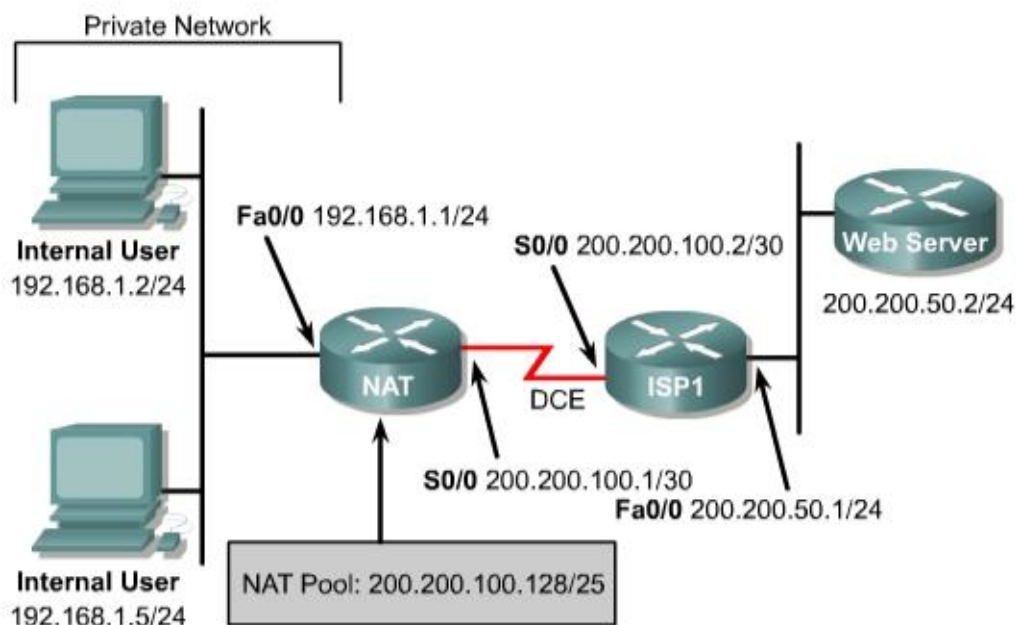 Private Network
Internal User
192.168.1.2/24
Fa0/0 192.168.1.1/24
S0/0 200.200.100.2/30
Web Server
200.200.50.2/24
NAT
DCE
ISP1
S0/0 200.200.100.1/30
Fa0/0 200.200.50.1/24
Internal User
192.168.1.5/24
NAT Pool: 200.200.100.128/25